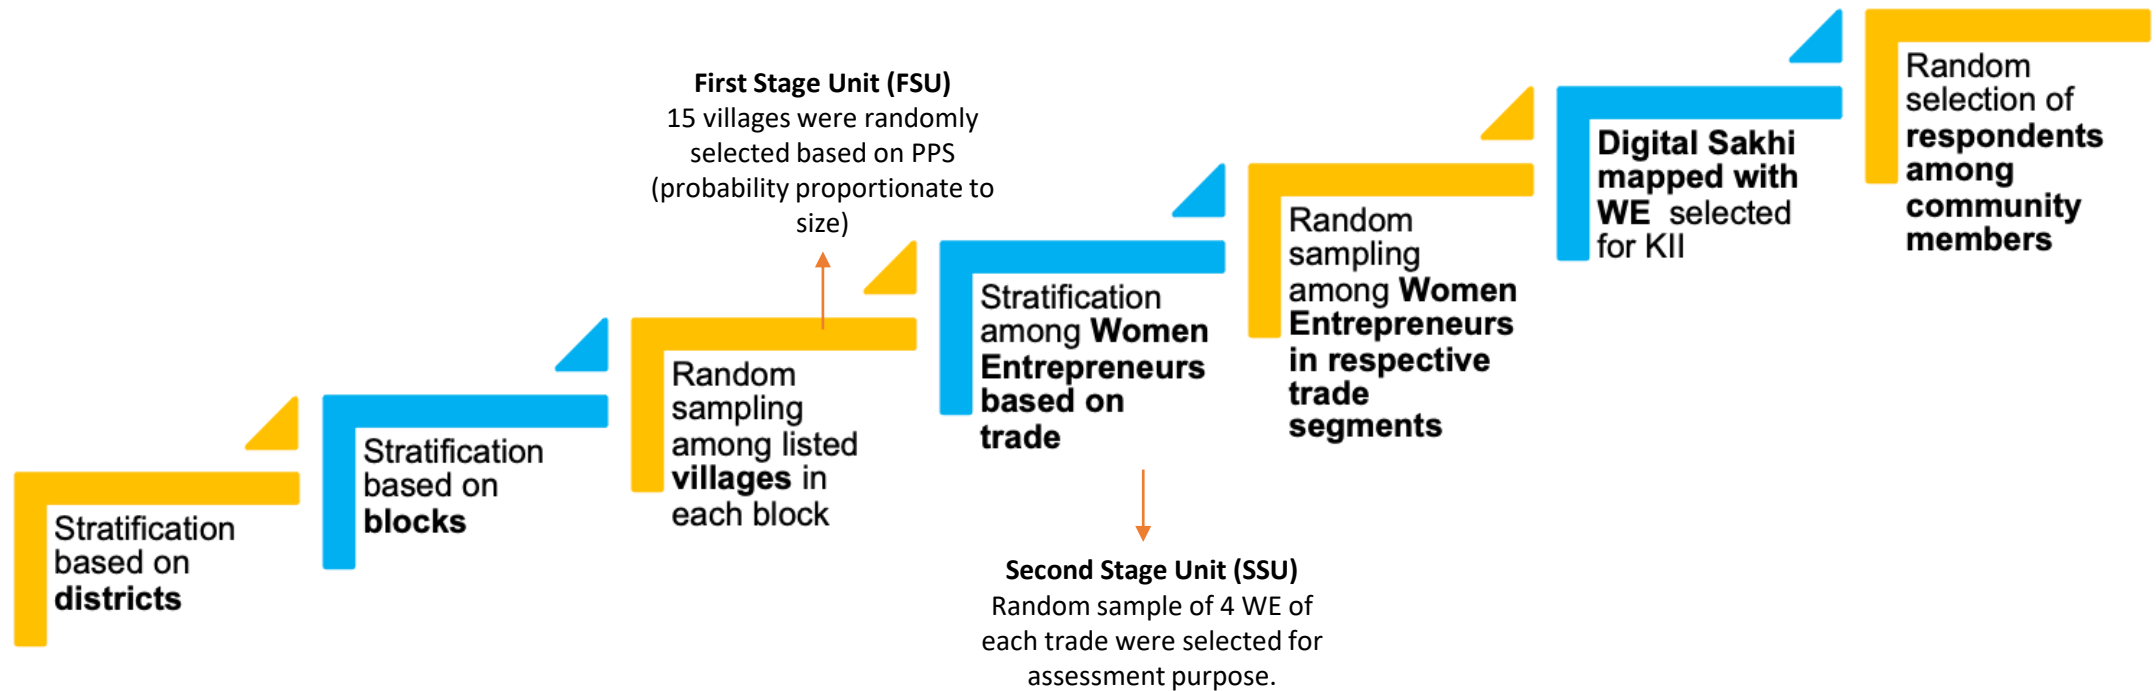 Stratification
based on
districts
Stratification
based on
blocks
First Stage Unit (FSU)
15 villages were randomly
selected based on PPS
(probability proportionate to
size)
Random
sampling
among listed
villages in
each block
Stratification
among Women
Entrepreneurs
based on
trade
Second Stage Unit (SSU)
Random sample of 4 WE of
each trade were selected for
assessment purpose.
Random
sampling
among Women
Entrepreneurs
in respective
trade
segments
Digital Sakhi
mapped with
WE selected
for KII
Random
selection of
respondents
among
community
members